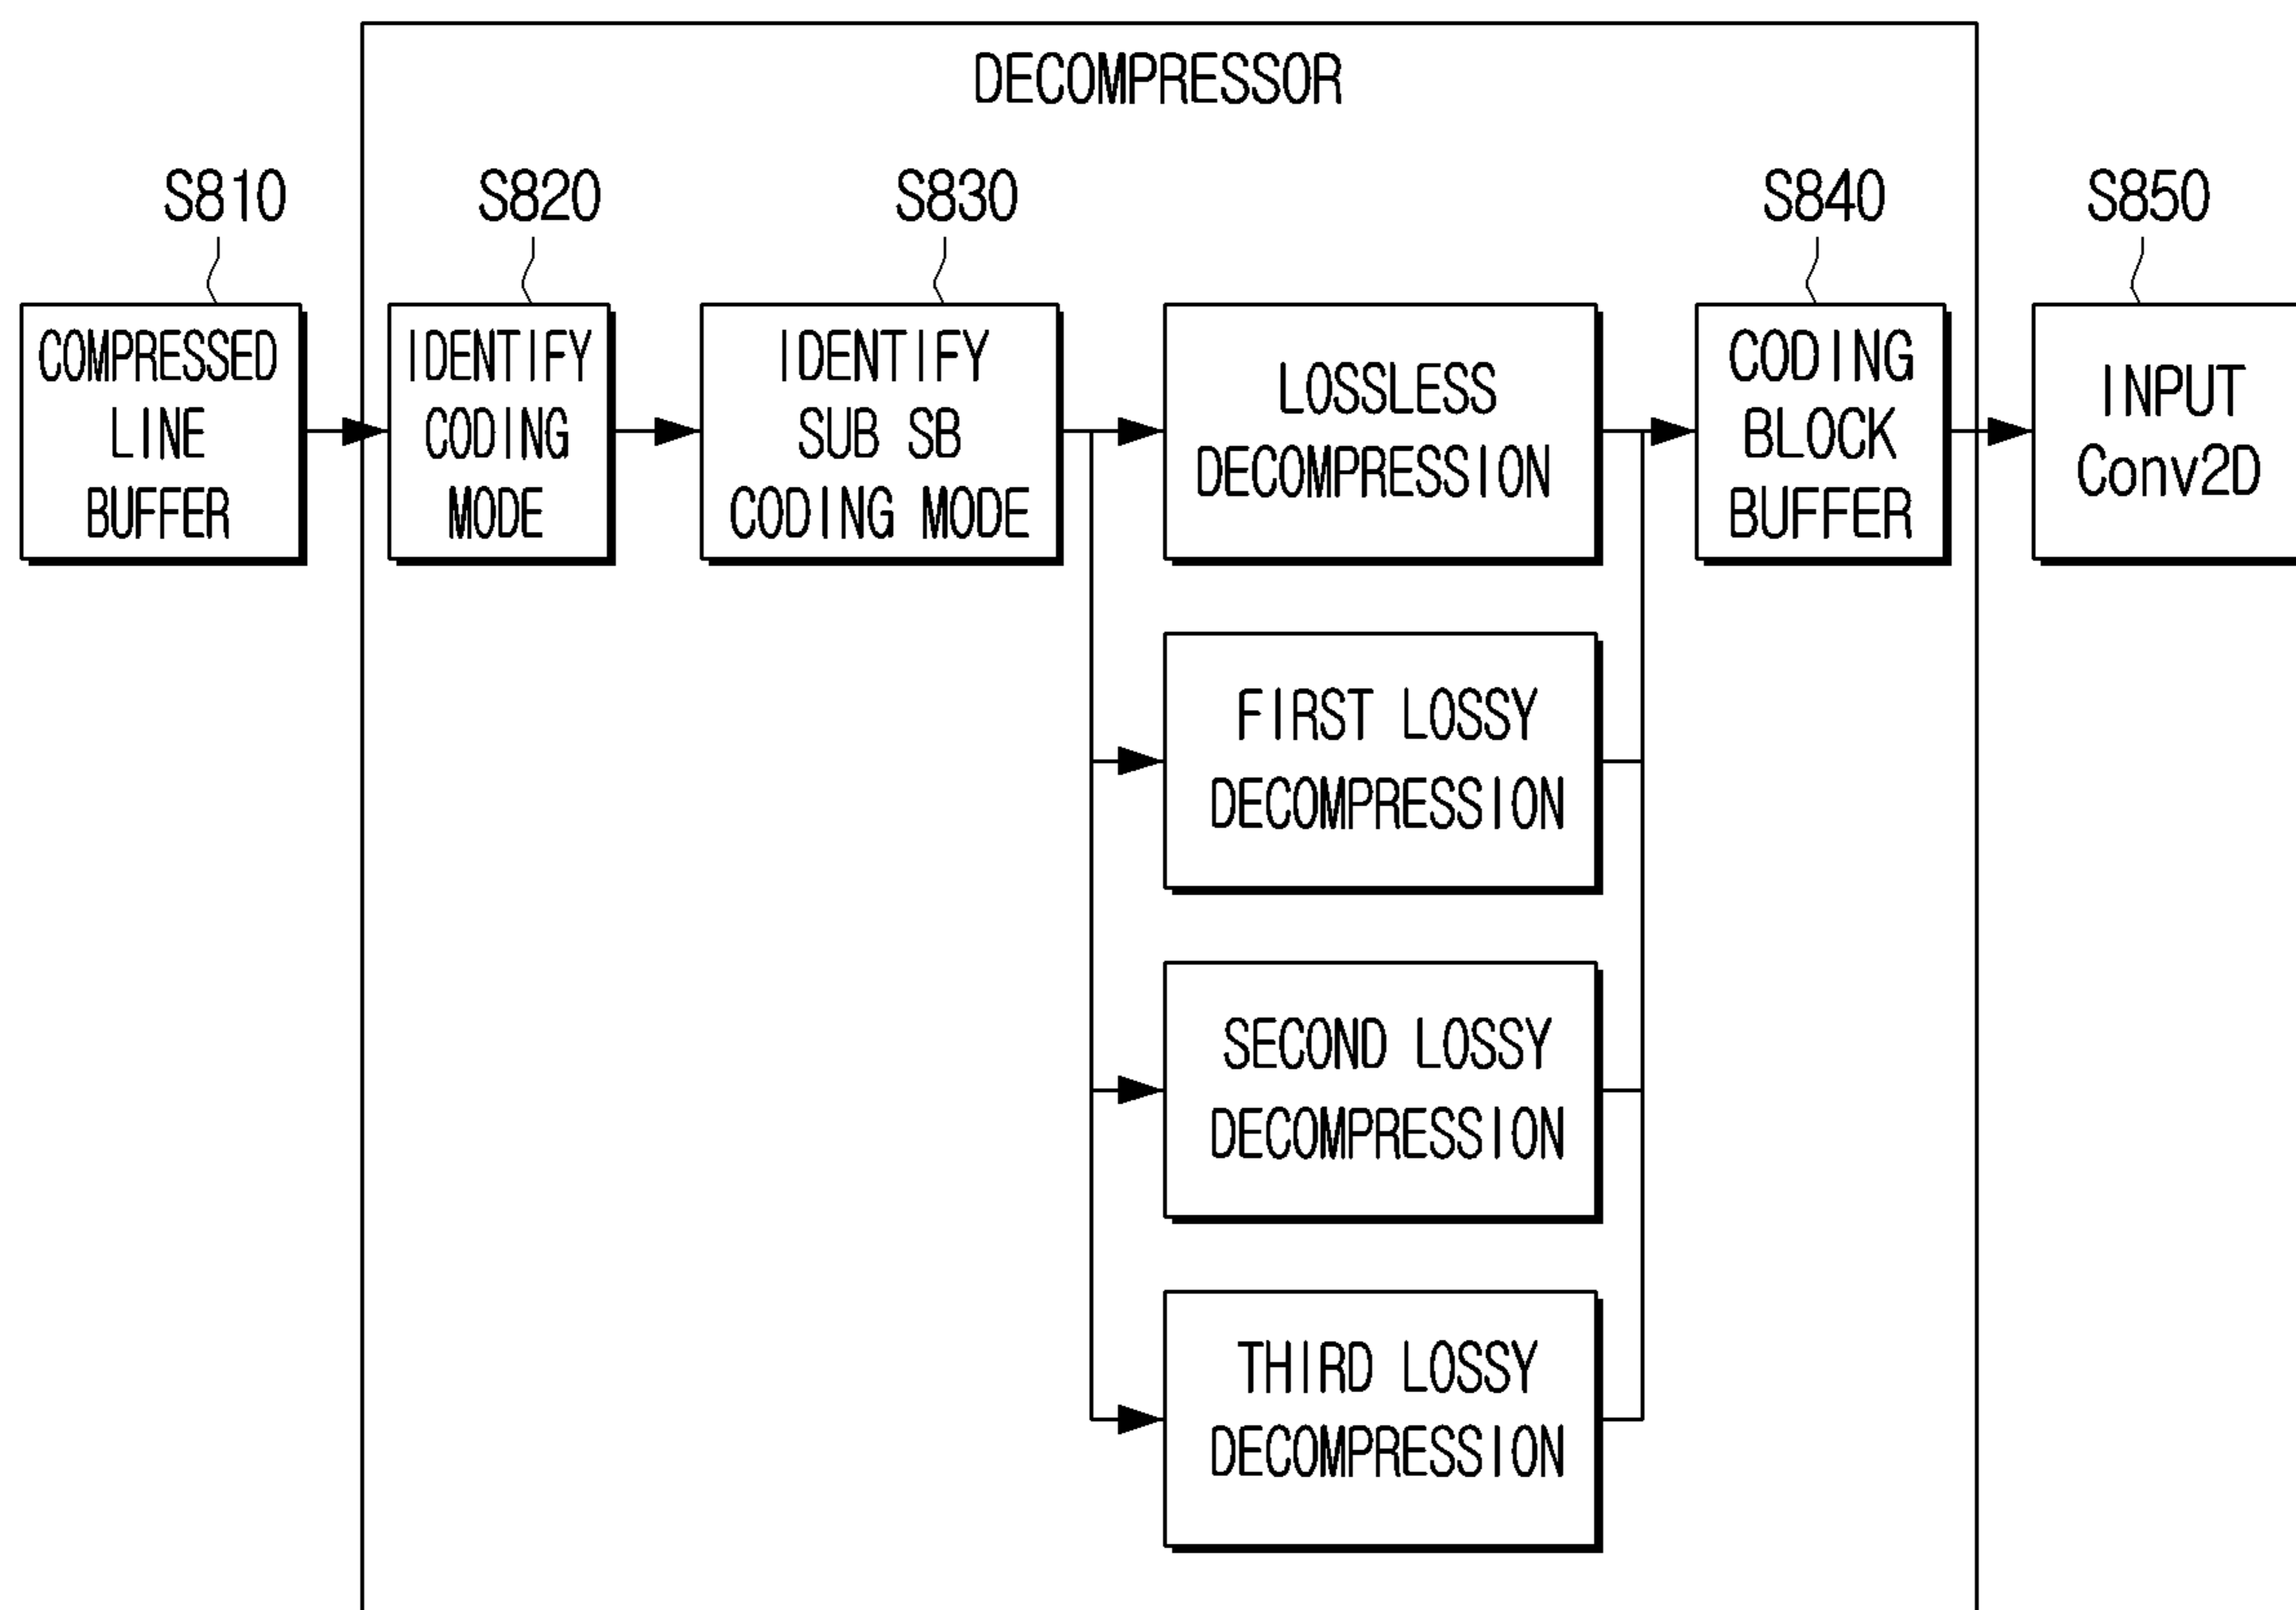 DECOMPRESSOR
S810
S820
S830
S840
S850
COMPRESSED
LINE
BUFFER
IDENTIFY
CODING
MODE
IDENTIFY
SUB SB
CODING MODE
LOSSLESS
DECOMPRESSION
CODING
BLOCK
BUFFER
INPUT
Conv2D
FIRST LOSSY
DECOMPRESSION
SECOND LOSSY
DECOMPRESSION
THIRD LOSSY
DECOMPRESSION